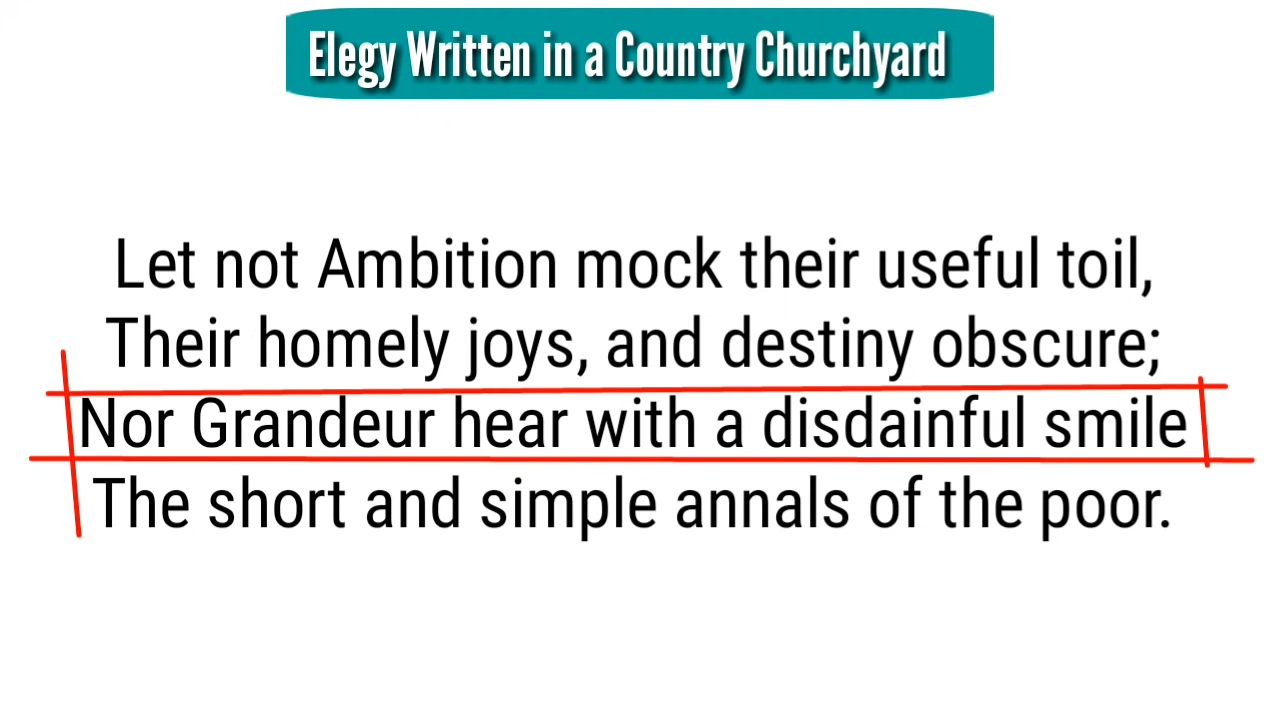 Elegy Written in a Country Churchyard
Let not Ambition mock their useful toil,
Their homely joys, and destiny obscure;
Nor Grandeur hear with a disdainful smile
The short and simple annals of the poor.